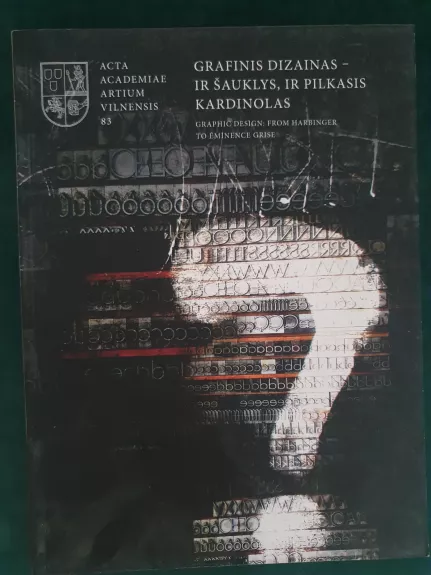 ACTA
ACADEMIAE
ARTIUM
VILNENSIS
83
GRAFINIS DIZAINAS –
IR ŠAUKLYS, IR PILKASIS
KARDINOLAS
GRAPHIC DESIGN: FROM HARBINGER
TO ÉMINENCE GRISE